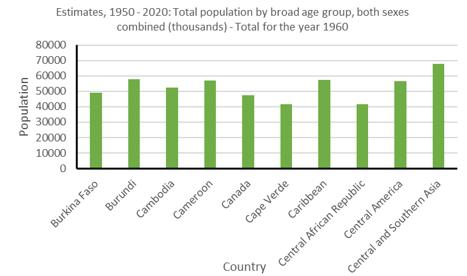 Estimates, 1950 - 2020: Total population by broad age group, both sexes
combined (thousands) - Total for the year 1960
80000
70000
60000
50000
40000
30000
20000
10000
0
Population
Burkina Faso
Burundi
Cambodia
Cameroon
Canada
Cape Verde
Caribbean
Central African Republic
Central America
Central and Southern Asia
Country